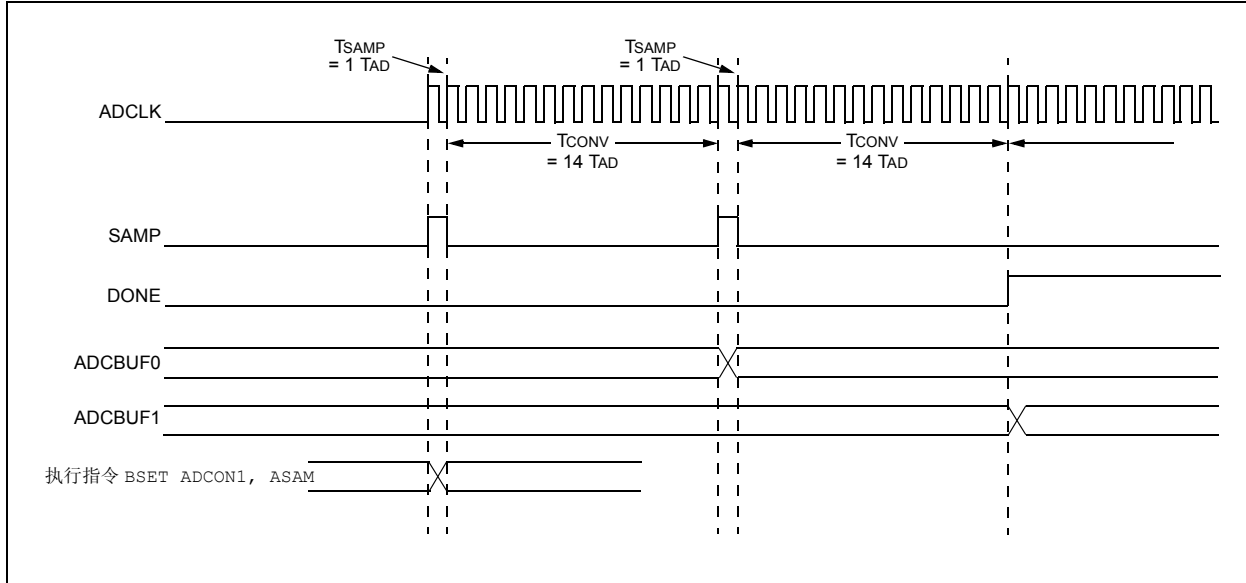 TSAMP
= 1 TAD
TSAMP
= 1 TAD
ADCLK
TCONV
= 14 TAD
TCONV
= 14 TAD
SAMP
DONE
ADCBUF0
ADCBUF1
执行指令 BSET ADCON1, ASAM